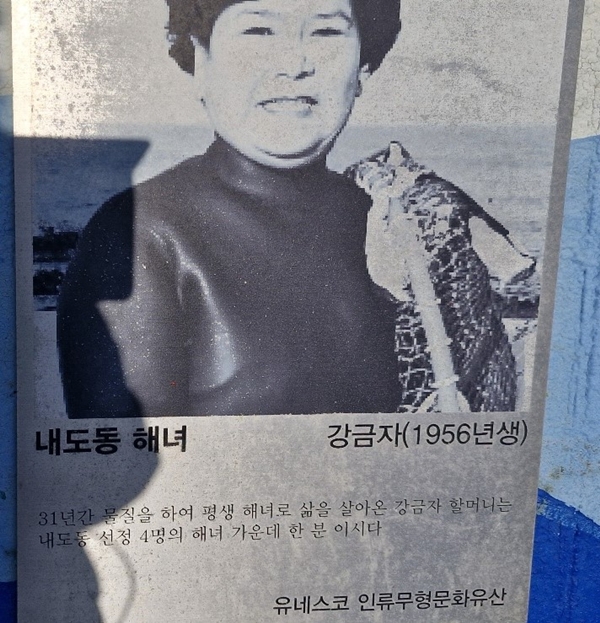 내도동 해녀 강금자(1956년생)
31년간 물질을 하여 평생 해녀로 삶을 살아온 강금자 할머니는
내도동 선정 4명의 해녀 가운데 한 분 이시다
유네스코 인류무형문화유산